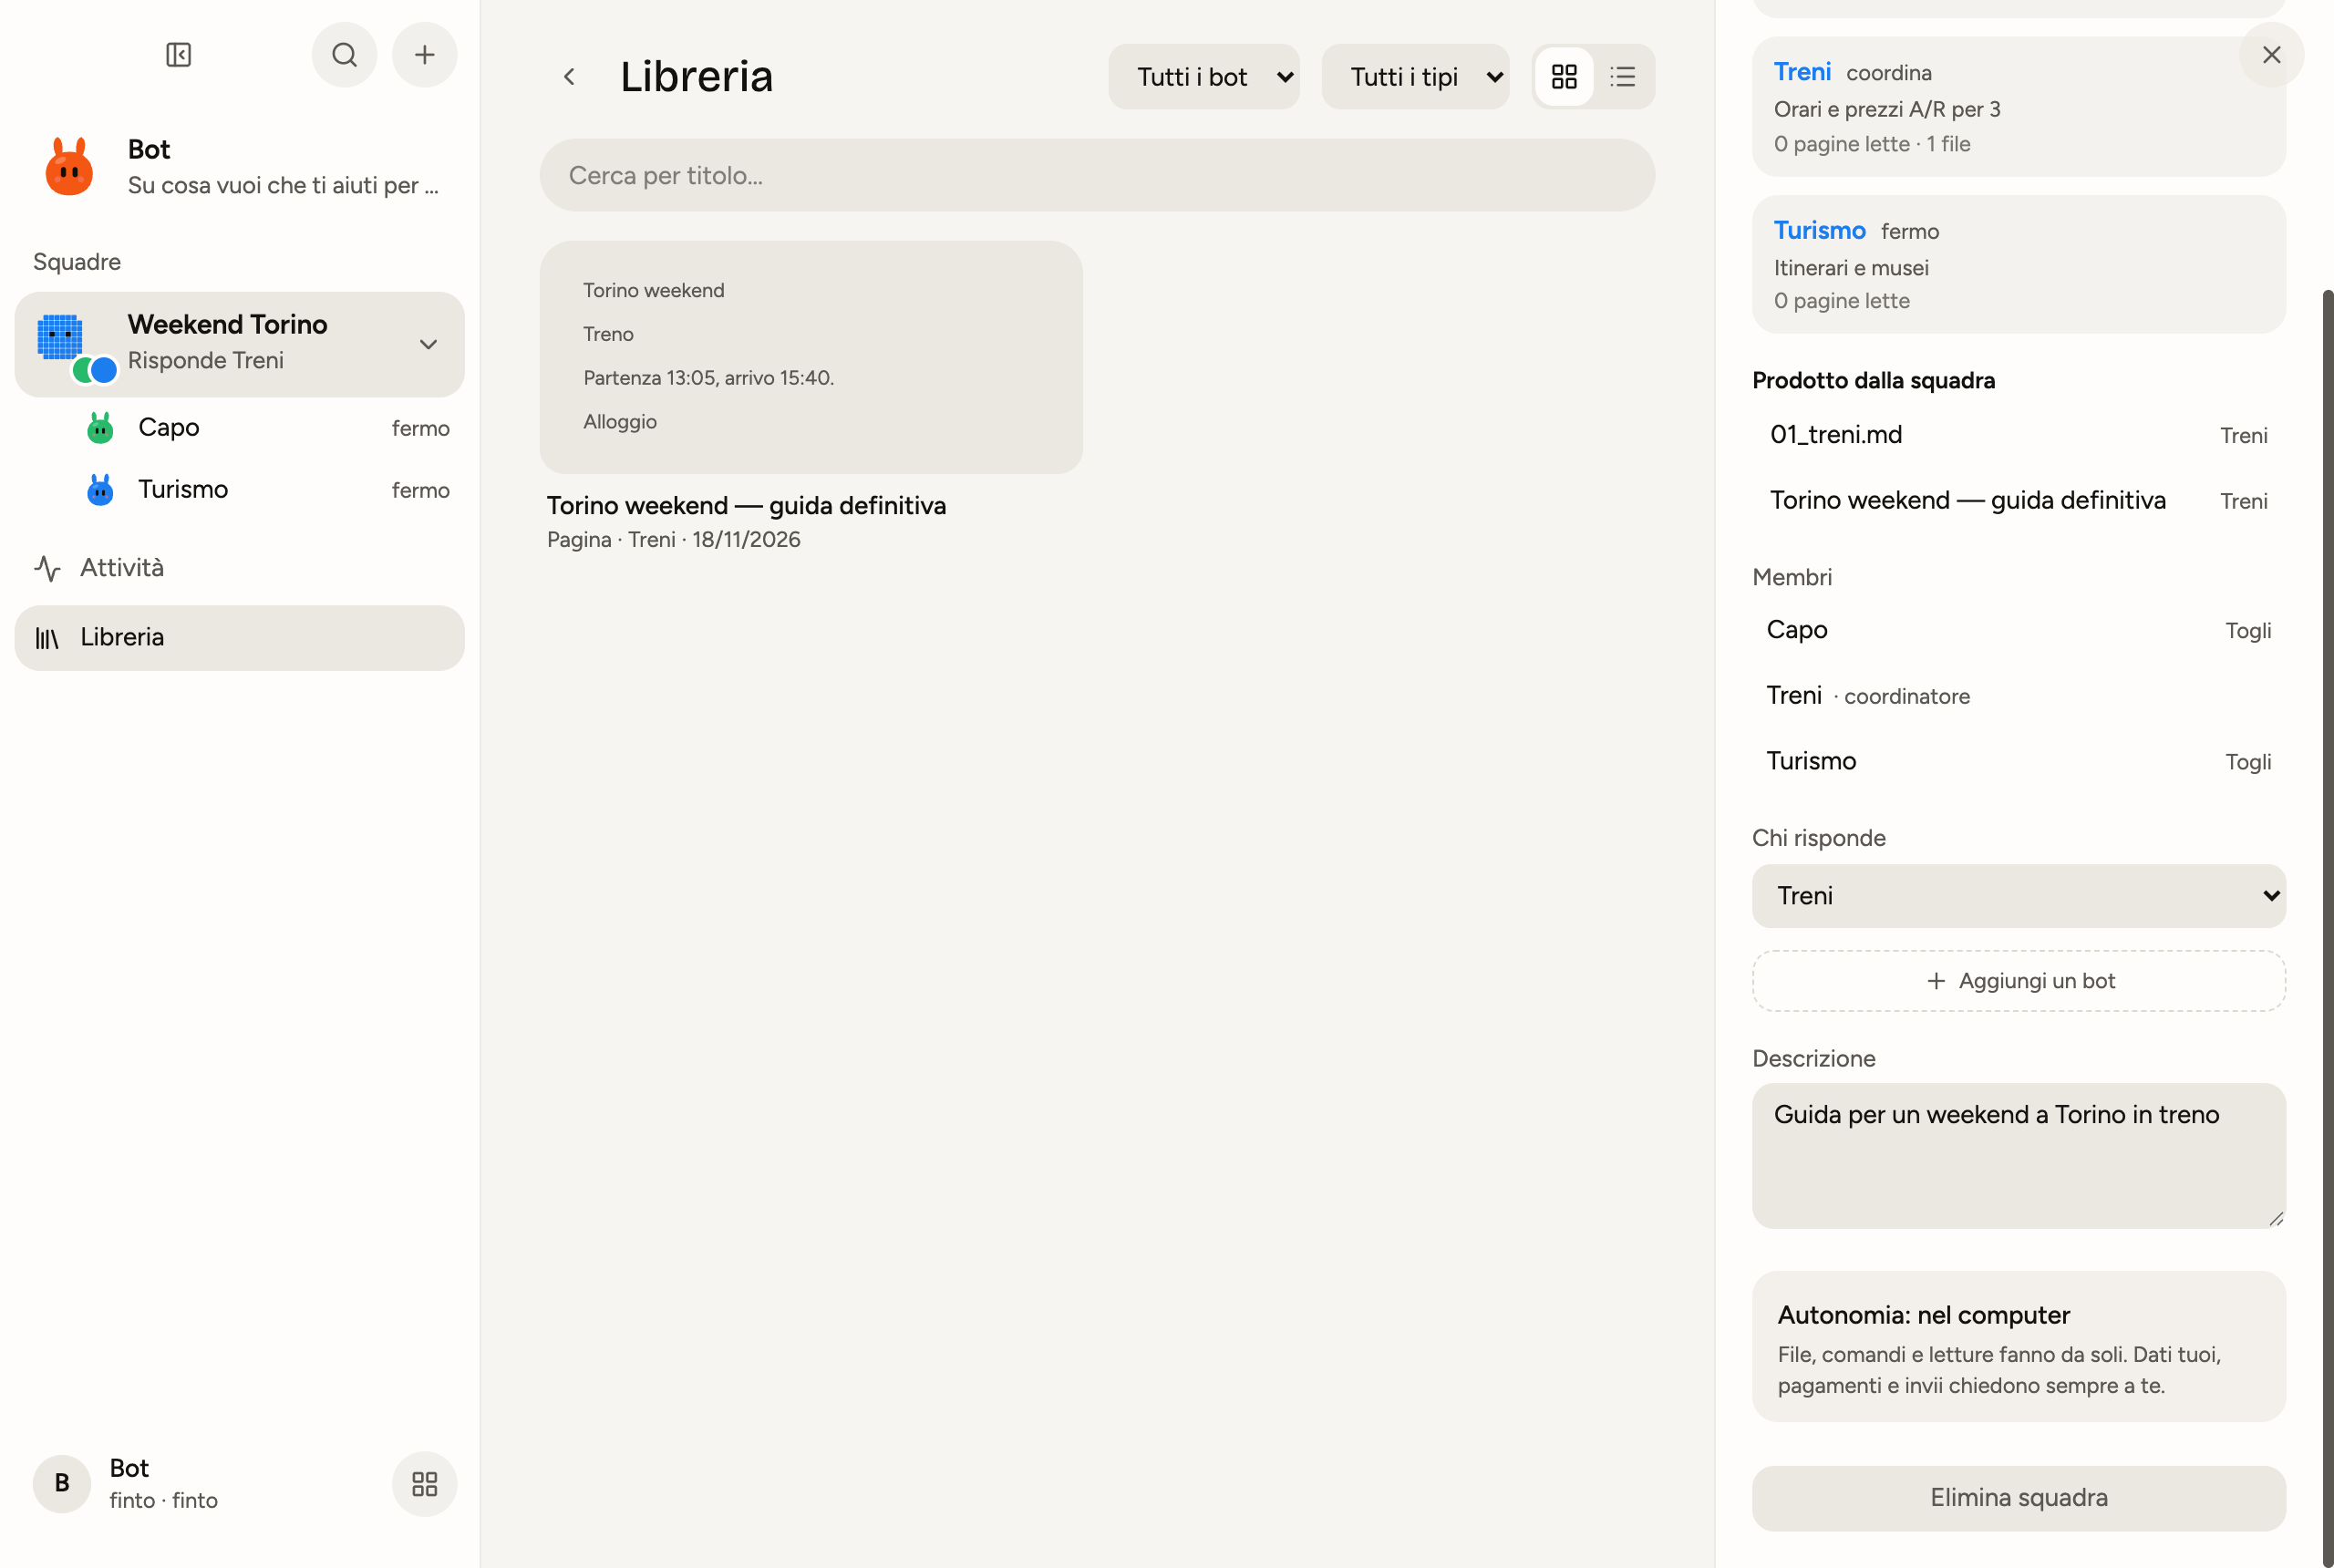 Bot
Su cosa vuoi che ti aiuti per ...
Squadre
Weekend Torino
Risponde Treni
Capo
fermo
Turismo
fermo
Attività
Libreria
B
Bot
finto · finto
Libreria
Tutti i bot
Tutti i tipi
Cerca per titolo...
Torino weekend
Treno
Partenza 13:05, arrivo 15:40.
Alloggio
Torino weekend — guida definitiva
Pagina · Treni · 18/11/2026
Treni coordina
Orari e prezzi A/R per 3
0 pagine lette · 1 file
Turismo fermo
Itinerari e musei
0 pagine lette
Prodotto dalla squadra
01_treni.md Treni
Torino weekend — guida definitiva Treni
Membri
Capo Togli
Treni · coordinatore
Turismo Togli
Chi risponde
Treni
Aggiungi un bot
Descrizione
Guida per un weekend a Torino in treno
Autonomia: nel computer
File, comandi e letture fanno da soli. Dati tuoi,
pagamenti e invii chiedono sempre a te.
Elimina squadra